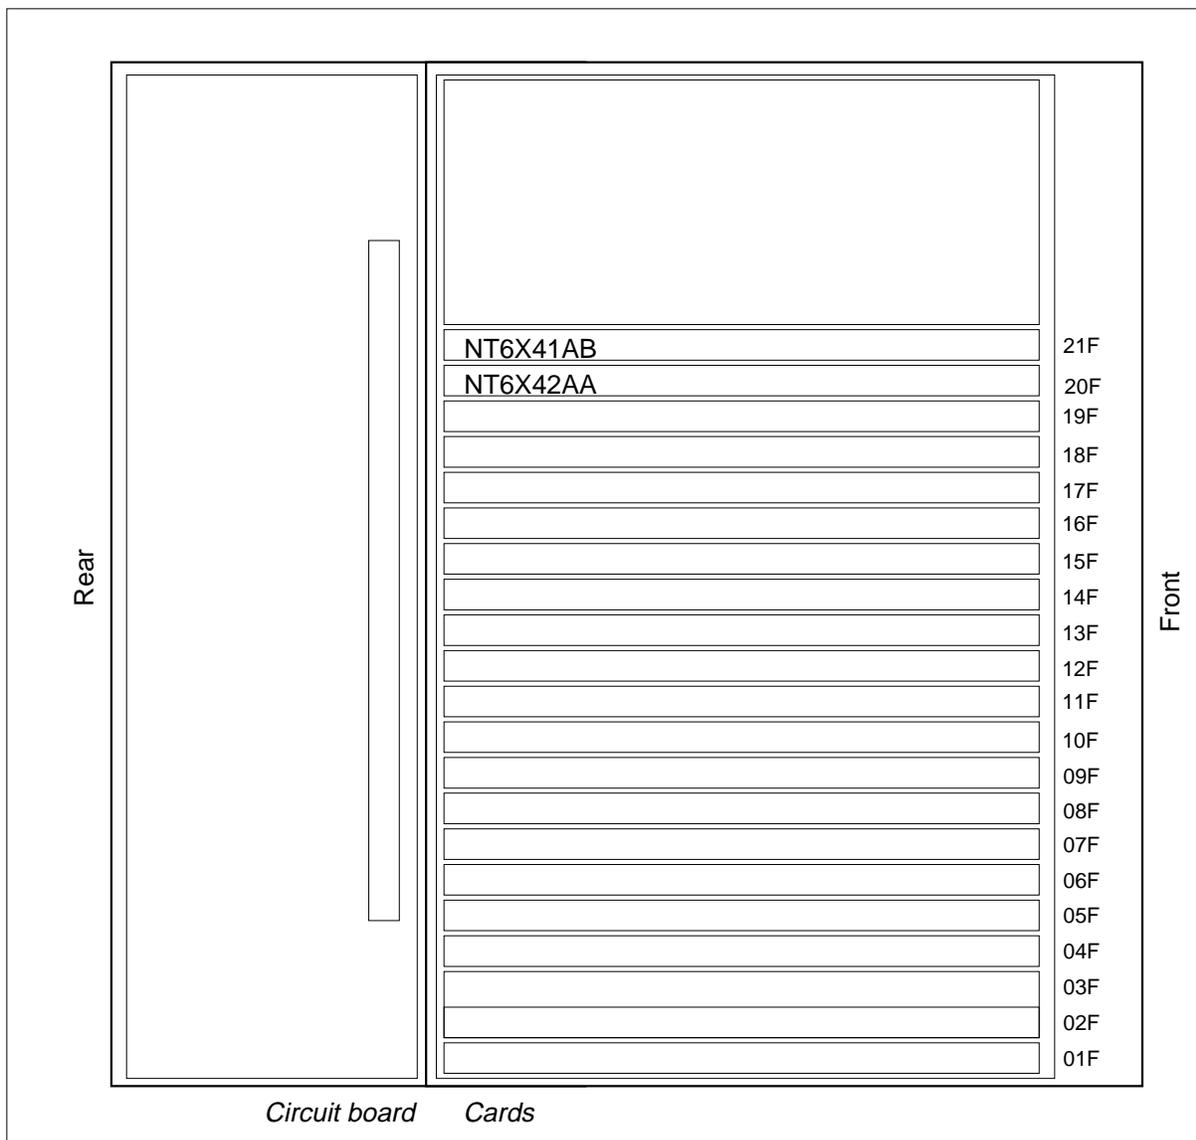 NT6X41AB 21F
NT6X42AA 20F
19F
18F
17F
16F
Rear 15F
14F Front
13F
12F
11F
10F
09F
08F
07F
06F
05F
04F
03F
02F
01F
Circuit board Cards